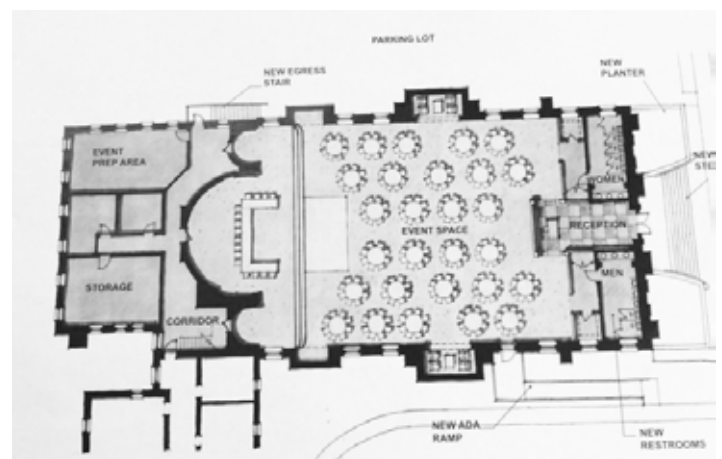 PARKING LOT
NEW EGRESS
STAIR
NEW
PLANTER
EVENT
PREP AREA
WOMEN
EVENT SPACE
RECEPTION
STORAGE
MEN
CORRIDOR
NEW ADA
RAMP
NEW
RESTROOMS